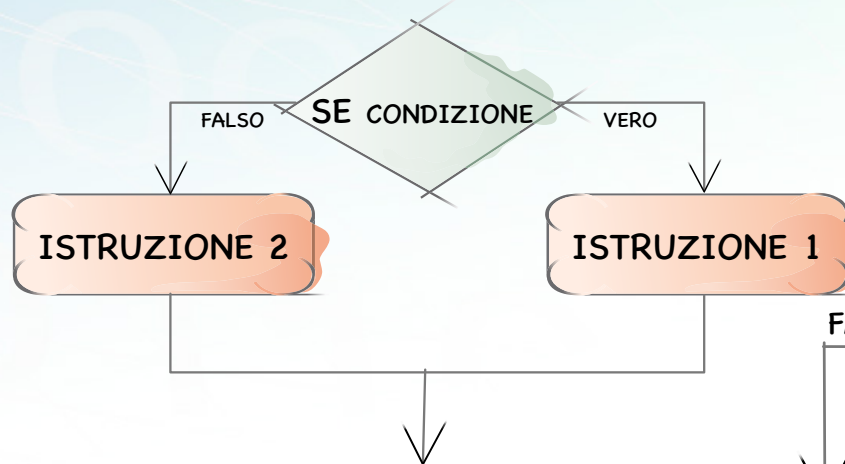 SE CONDIZIONE
FALSO
VERO
ISTRUZIONE 2
ISTRUZIONE 1